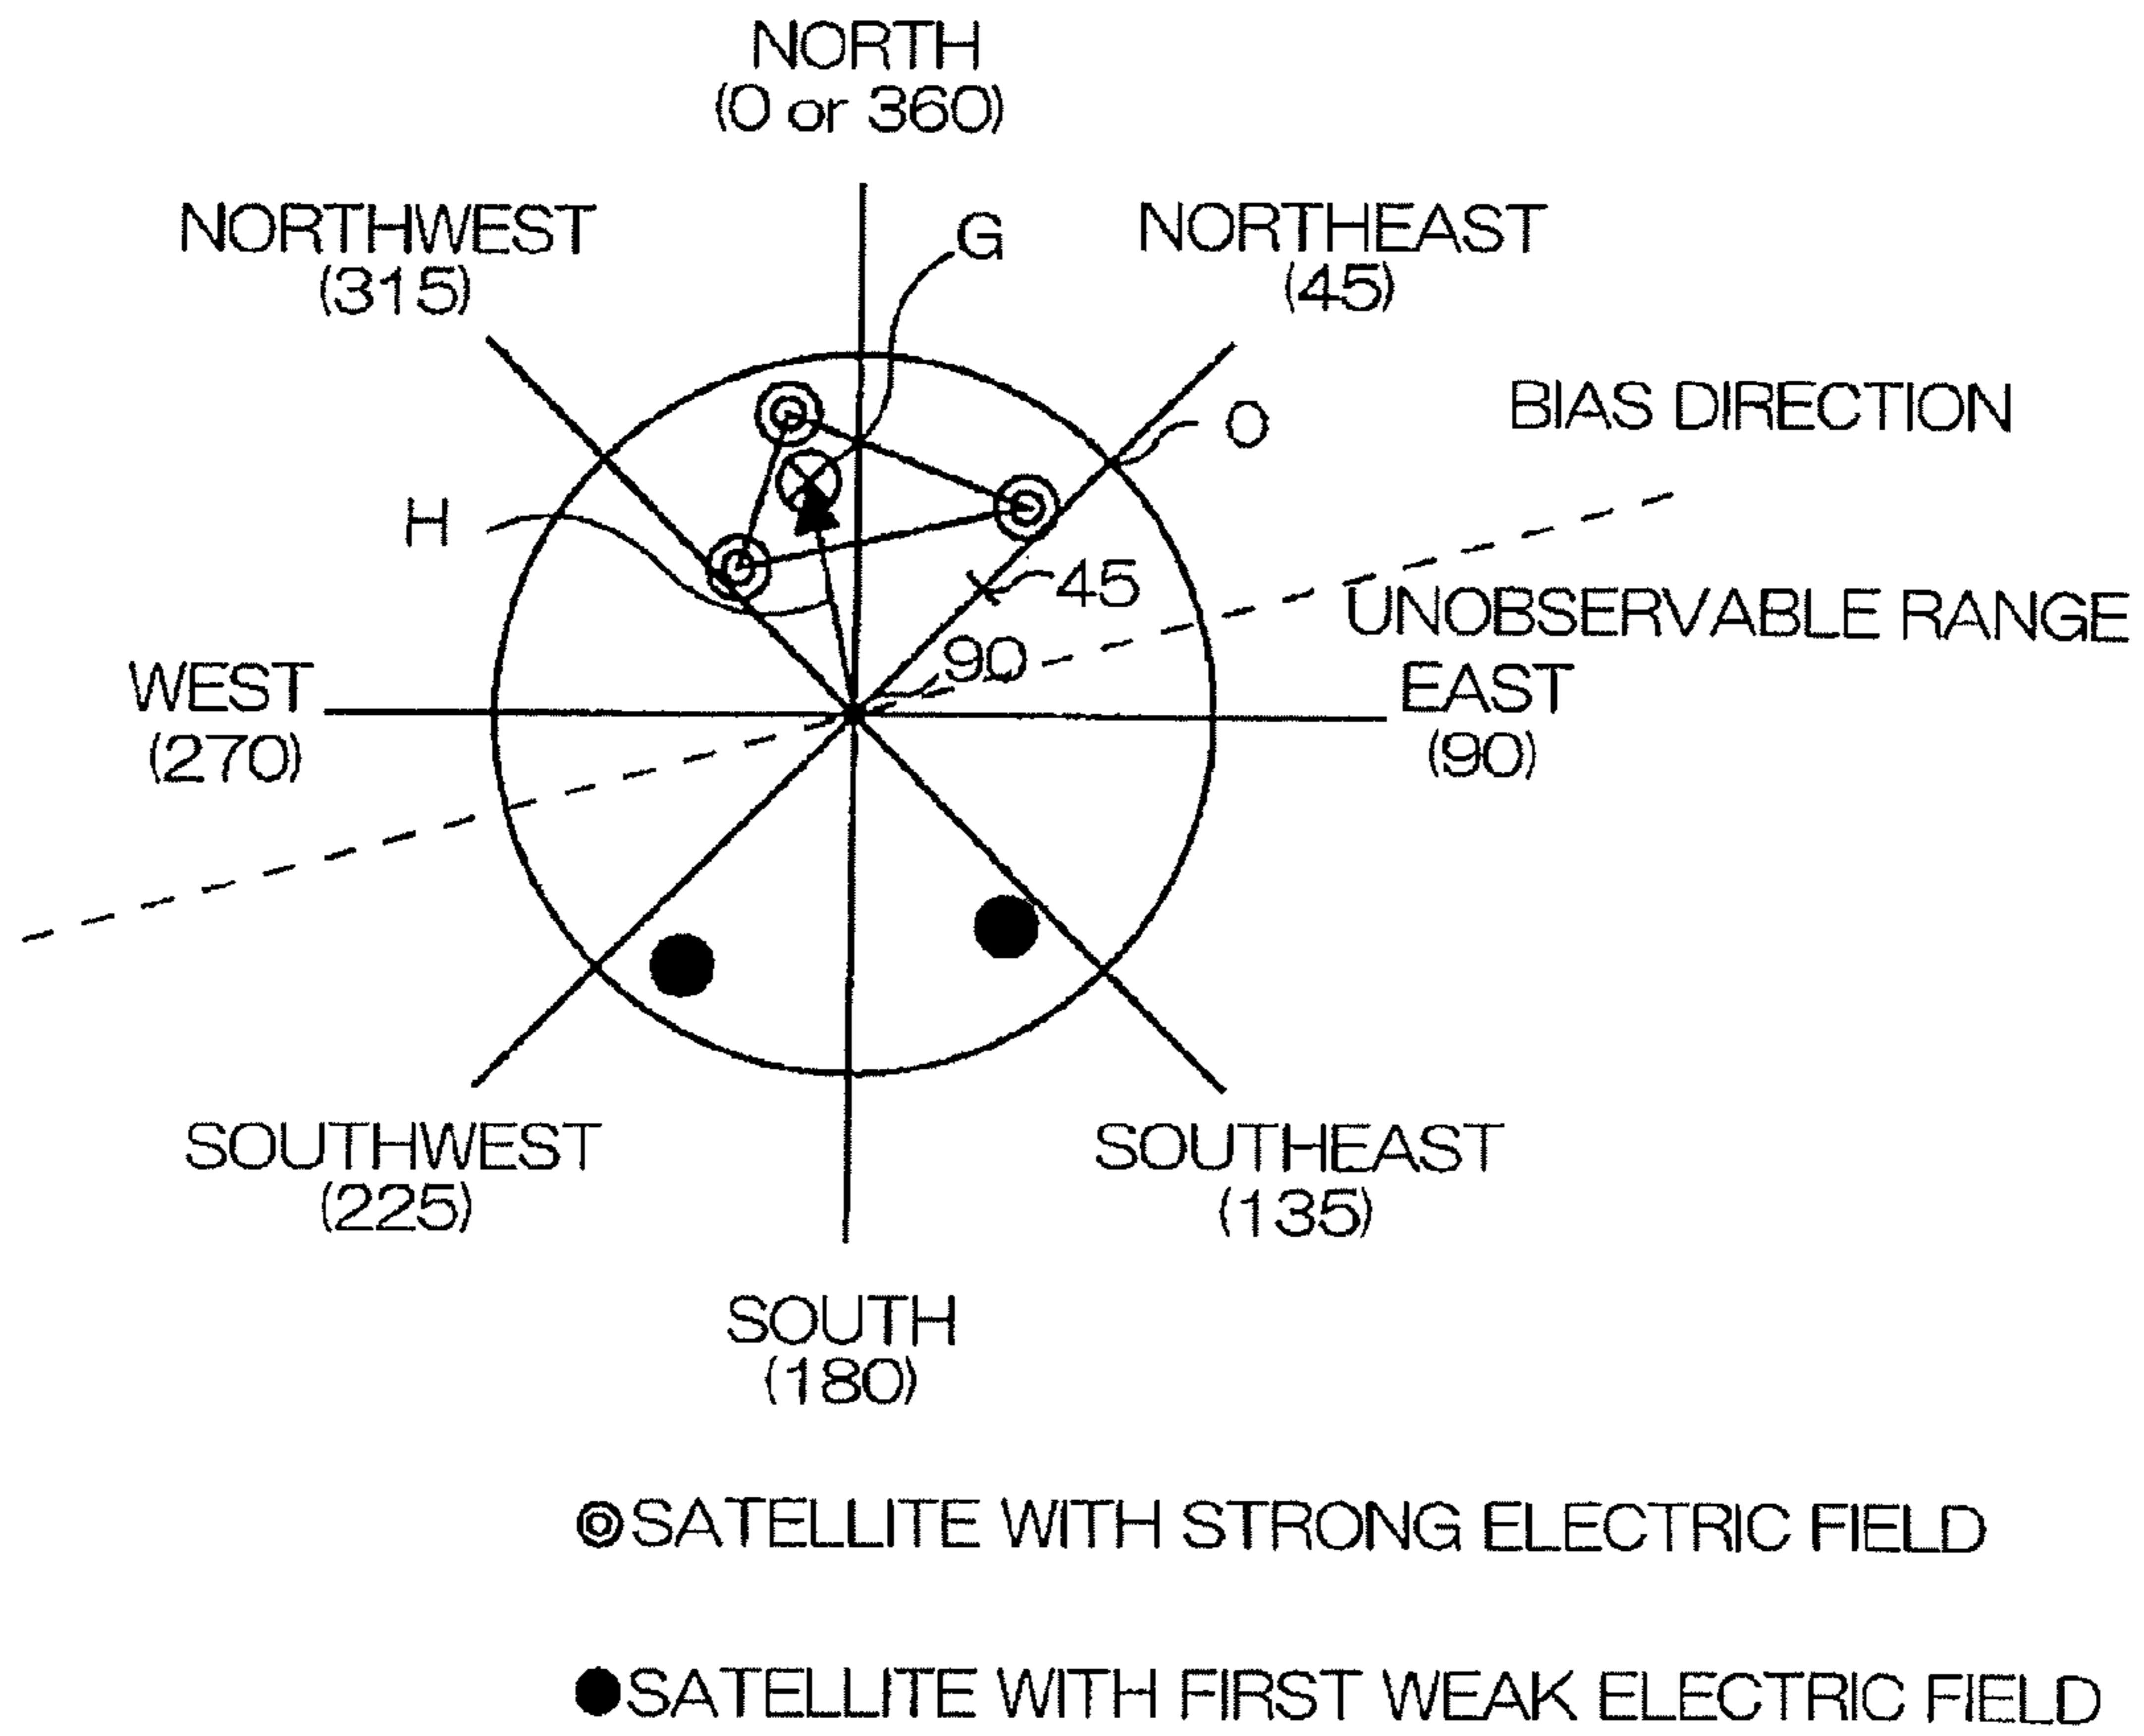 NORTH
(0 or 360)
NORTHWEST
(315)
G
NORTHEAST
(45)
O
BIAS DIRECTION
H
45
UNOBSERVABLE RANGE
90
WEST
(270)
EAST
(90)
SOUTHWEST
(225)
SOUTHEAST
(135)
SOUTH
(180)
SATELLITE WITH STRONG ELECTRIC FIELD
SATELLITE WITH FIRST WEAK ELECTRIC FIELD